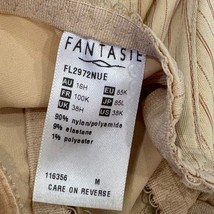 FANTASIE
FL2972NUE
AU 16H EU 85K
FR 100K JP 85L
UK 38H US 38K
90% nylon/polyamide
9% elastane
1% polyester
116356 M
CARE ON REVERSE